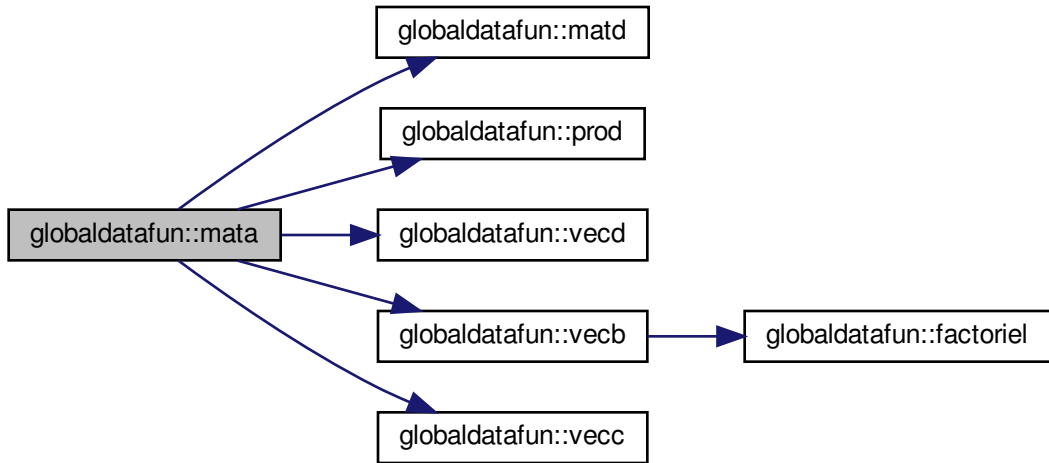 globaldatafun::matd
globaldatafun::prod
globaldatafun::mata
globaldatafun::vecd
globaldatafun::vecb
globaldatafun::factoriel
globaldatafun::vecc